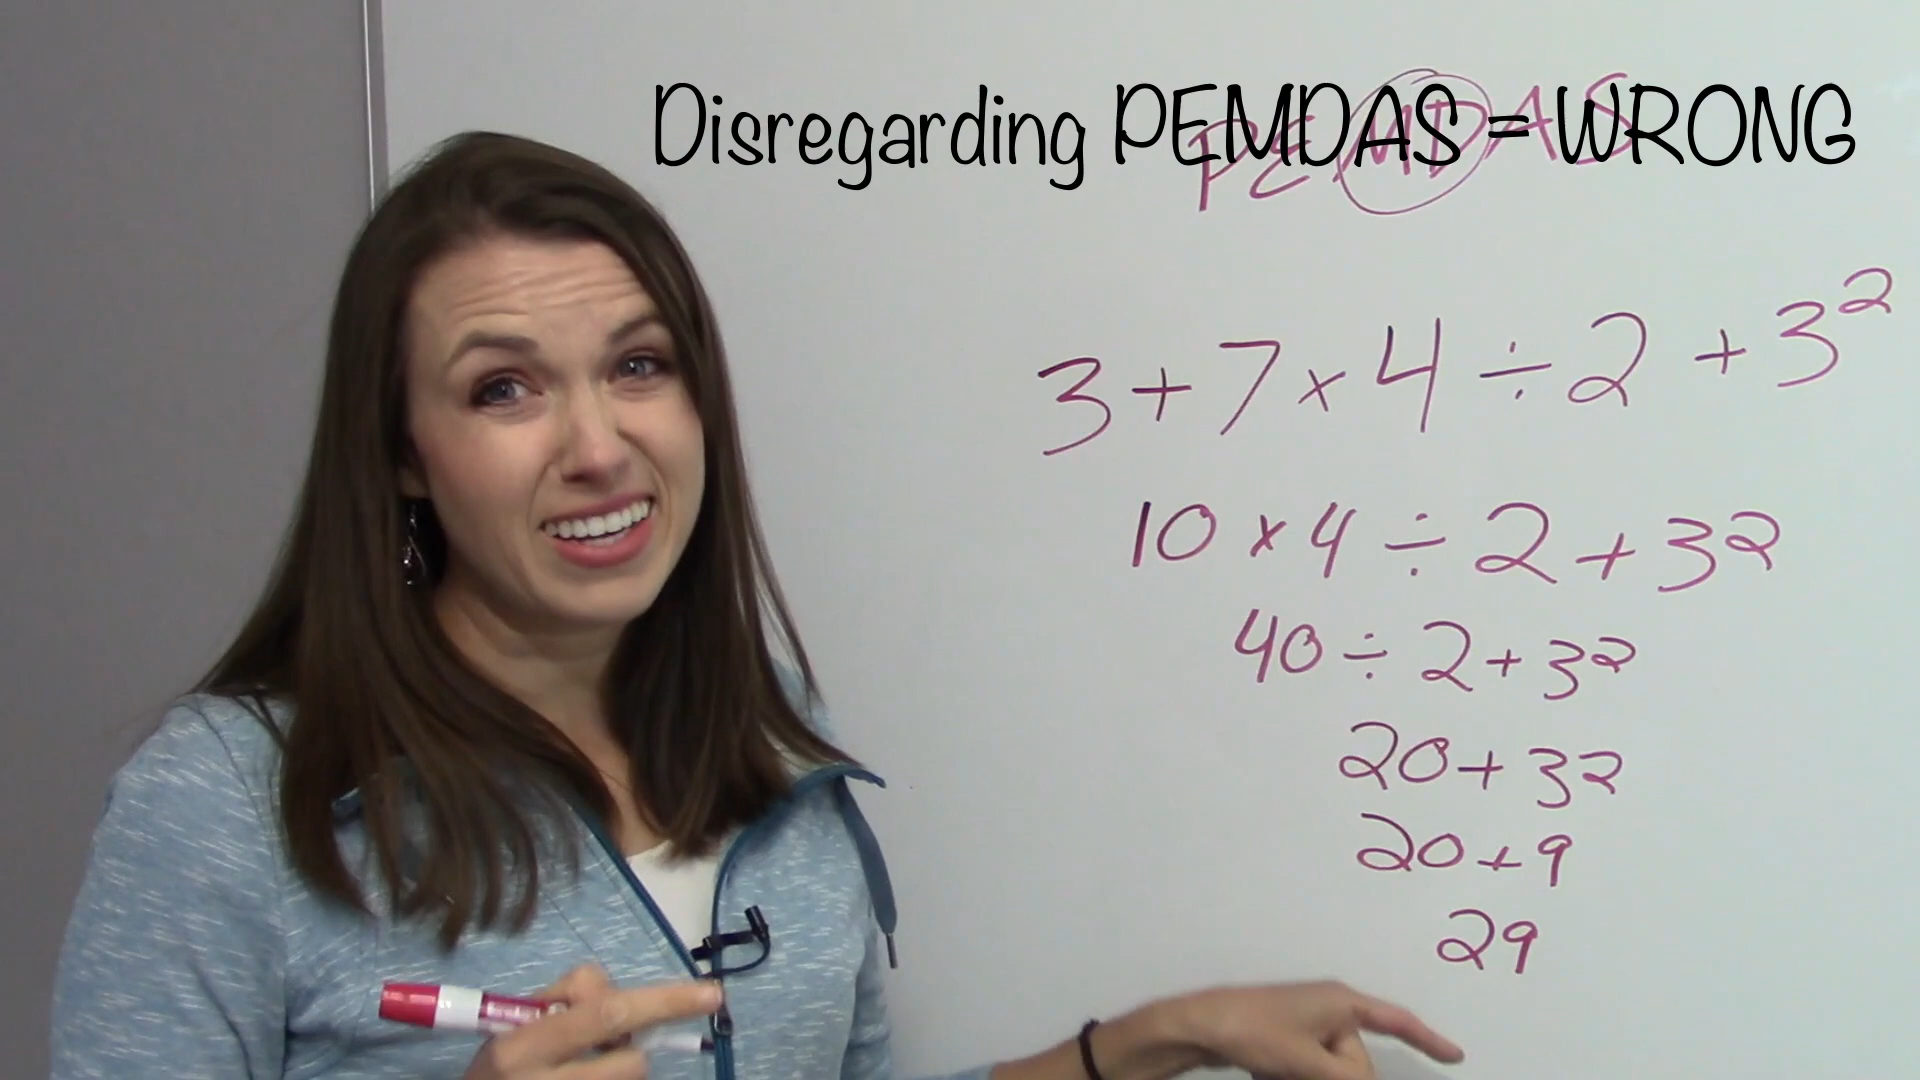 Disregarding PEMDAS = WRONG
PEMDAS
3 + 7 × 4 ÷ 2 + 3²
10 × 4 ÷ 2 + 3²
40 ÷ 2 + 3²
20 + 3²
20 + 9
29